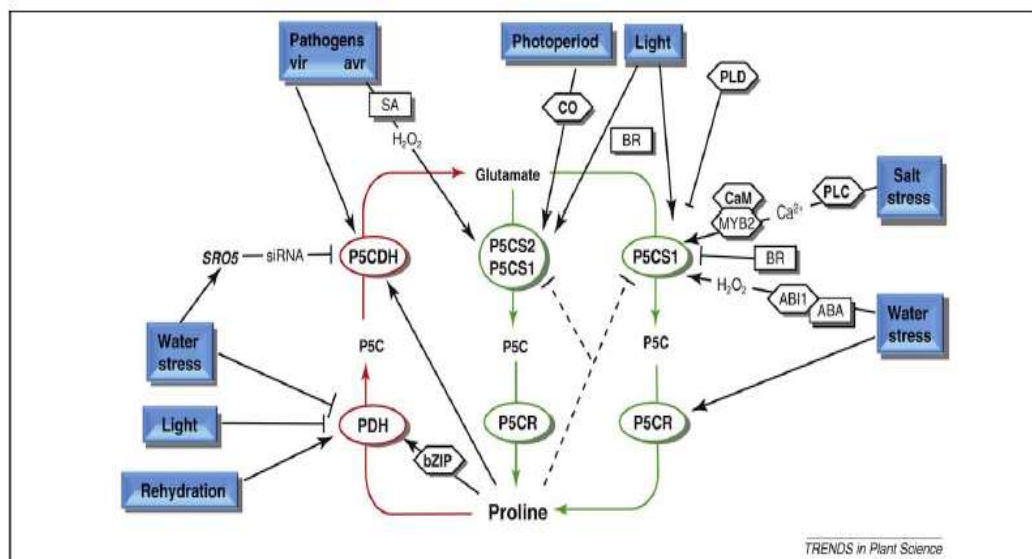 Pathogens
vir avr
Photoperiod
Light
PLD
SA
CO
H₂O₂
BR
Glutamate
CaM
MYB2
Ca²⁺
PLC
Salt
stress
SRO5
siRNA
P5CDH
P5CS2
P5CS1
P5CS1
BR
H₂O₂
ABI1
ABA
Water
stress
Water
stress
P5C
P5C
P5C
Light
PDH
P5CR
P5CR
bZIP
Rehydration
Proline
TRENDS in Plant Science